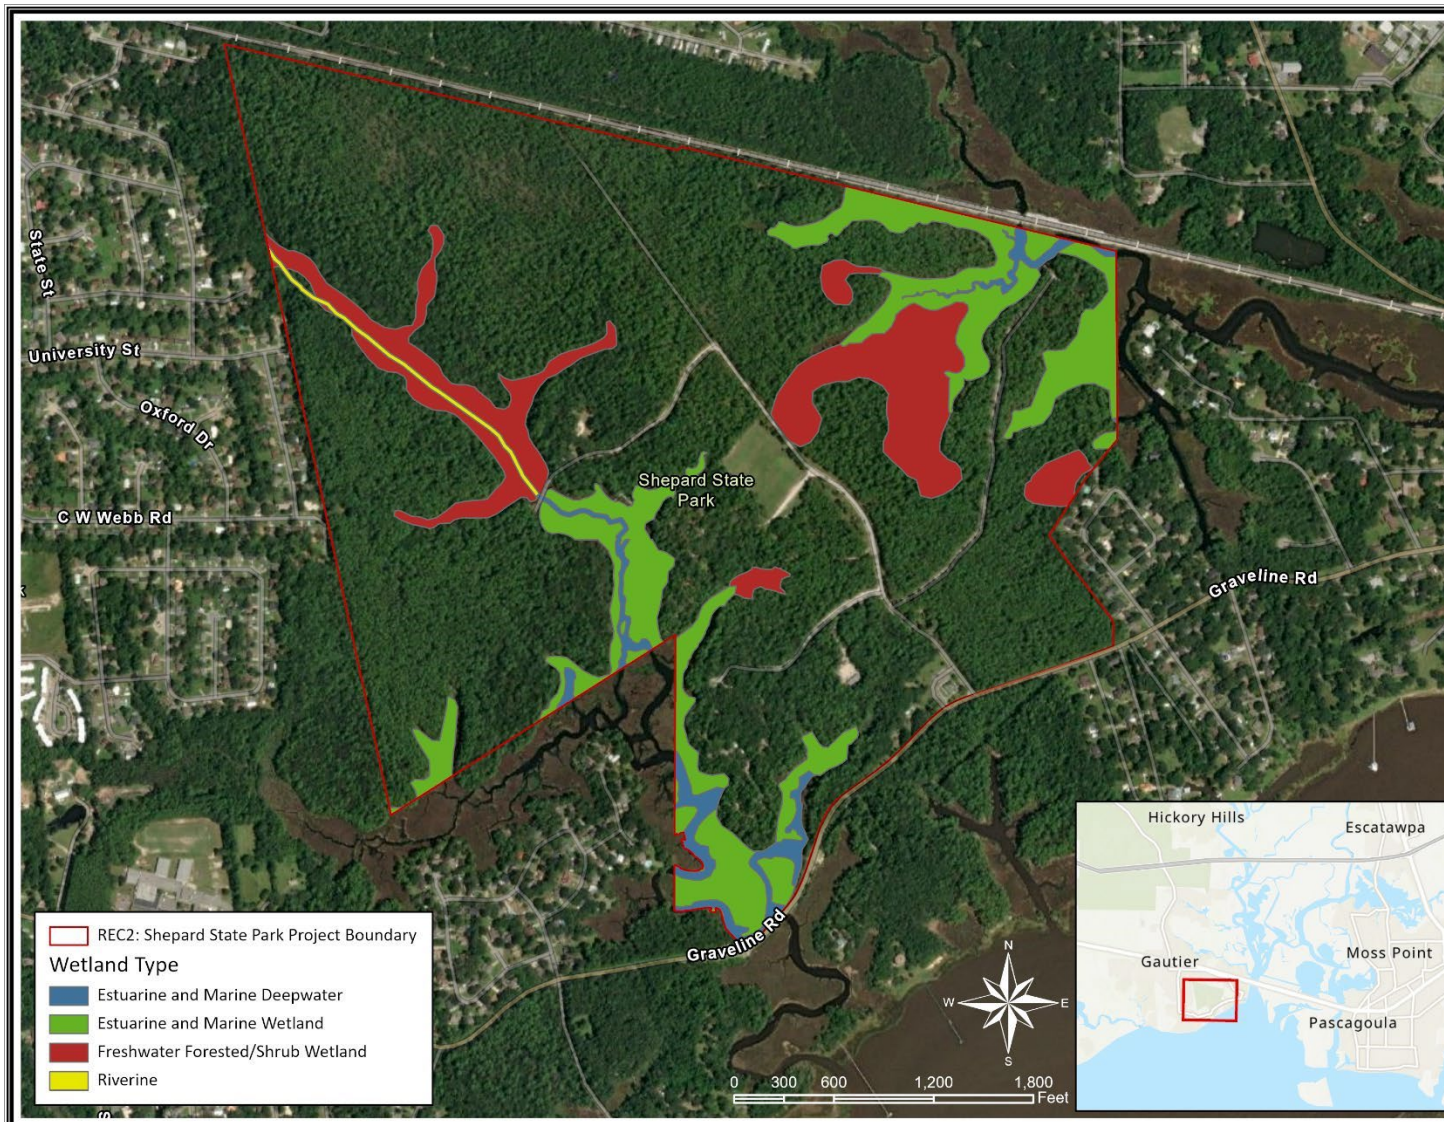 State St
University St
Oxford Dr
C W Webb Rd
Shepard State
Park
Graveline Rd
Graveline Rd
REC2: Shepard State Park Project Boundary
Wetland Type
Estuarine and Marine Deepwater
Estuarine and Marine Wetland
Freshwater Forested/Shrub Wetland
Riverine
N
W E
S
0 300 600 1,200 1,800
Feet
Hickory Hills
Escatawpa
Gautier
Moss Point
Pascagoula